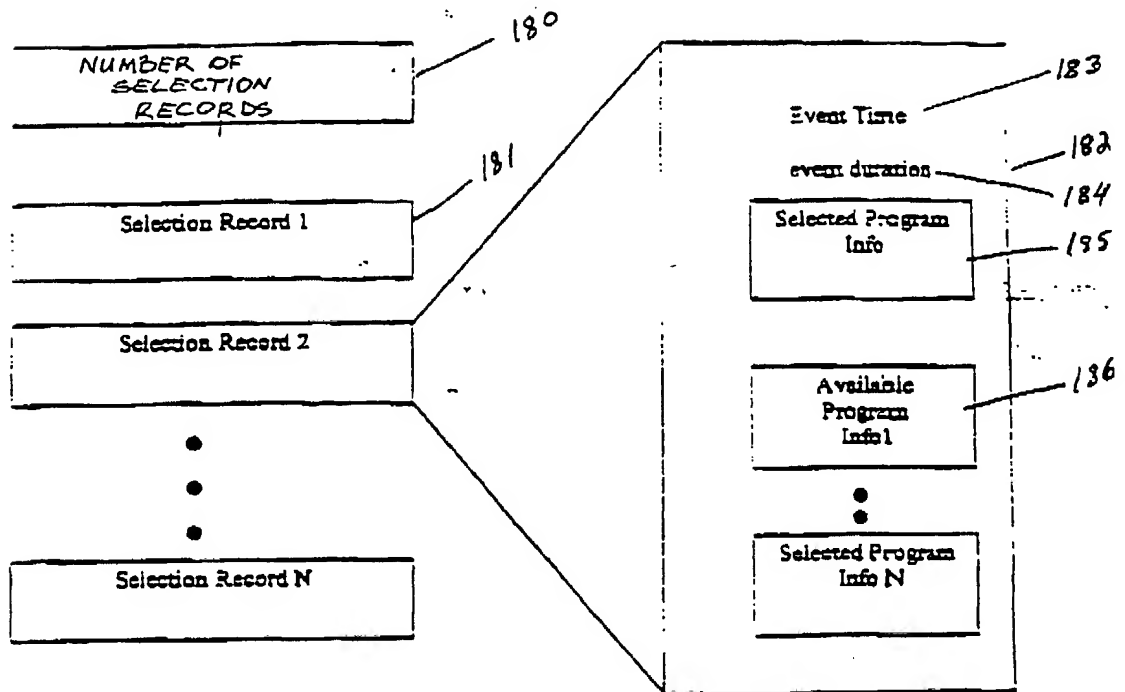 180
NUMBER OF
SELECTION
RECORDS
181
Selection Record 1
Selection Record 2
Selection Record N
183
Event Time
182
event duration
184
Selected Program
Info
185
Available
Program
Info1
186
Selected Program
Info N